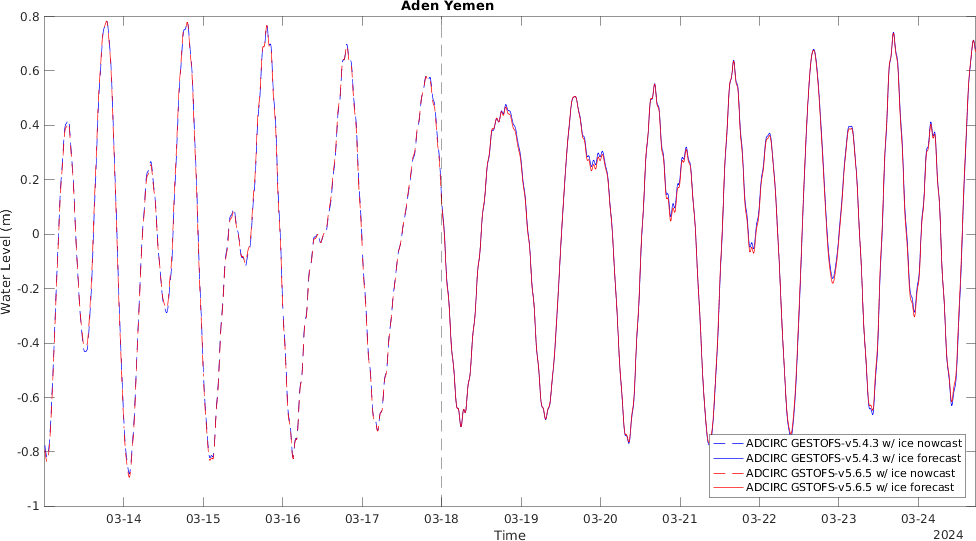 Aden Yemen
Water Level (m)
0.8
0.6
0.4
0.2
0
-0.2
-0.4
-0.6
-0.8
-1
ADCIRC GESTOFS-v5.4.3 w/ ice nowcast
ADCIRC GESTOFS-v5.4.3 w/ ice forecast
ADCIRC GSTOFS-v5.6.5 w/ ice nowcast
ADCIRC GSTOFS-v5.6.5 w/ ice forecast
03-14 03-15 03-16 03-17 03-18 03-19 03-20 03-21 03-22 03-23 03-24
Time
2024